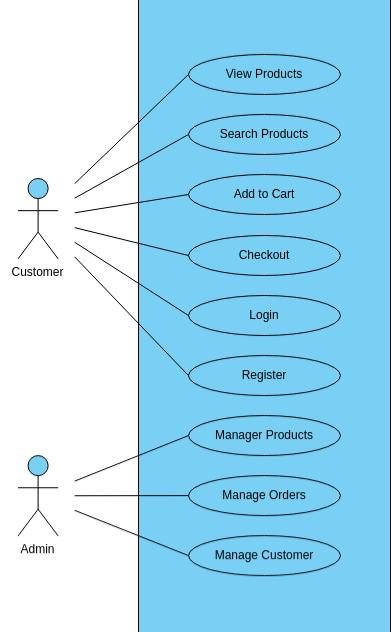 View Products
Search Products
Add to Cart
Customer
Checkout
Login
Register
Manager Products
Manage Orders
Admin
Manage Customer